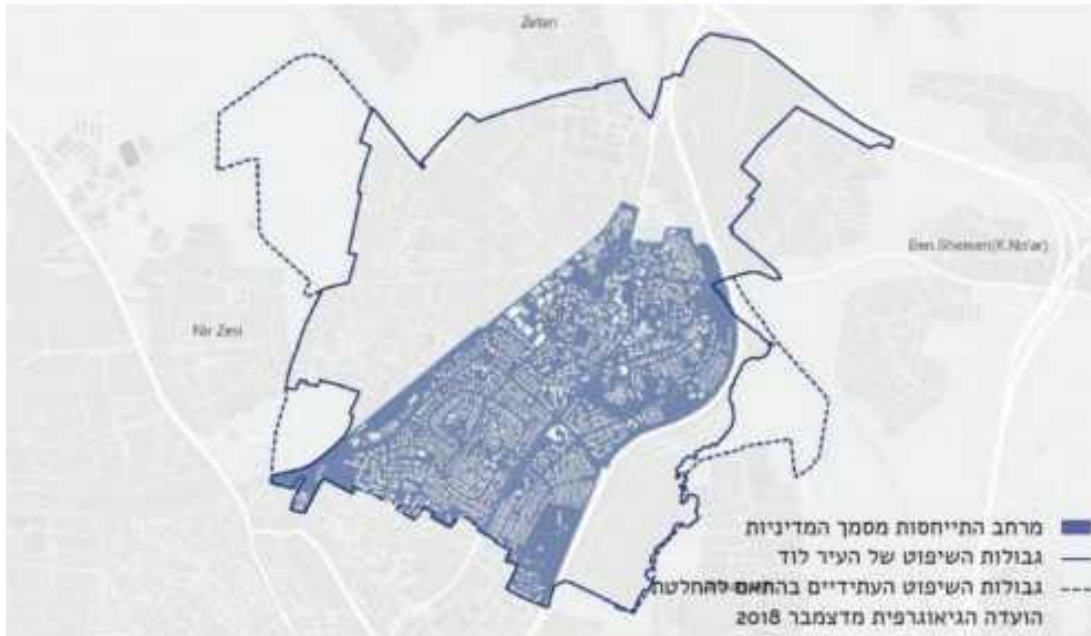 Zetan
Ben Shemen(K.No'ar)
Nir Zevi
מרחב התייחסות מסמך המדיניות
גבולות השיפוט של העיר לוד
גבולות השיפוט העתידיים בהתאם להחלטת
הועדה הגיאוגרפית מדצמבר 2018